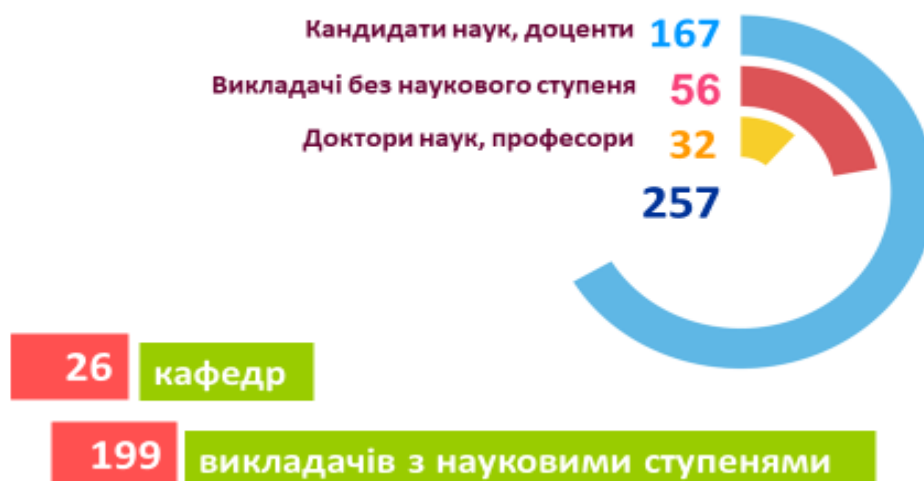 Кандидати наук, доценти 167
Викладачі без наукового ступеня 56
Доктори наук, професори 32
257
26 кафедр
199 викладачів з науковими ступенями